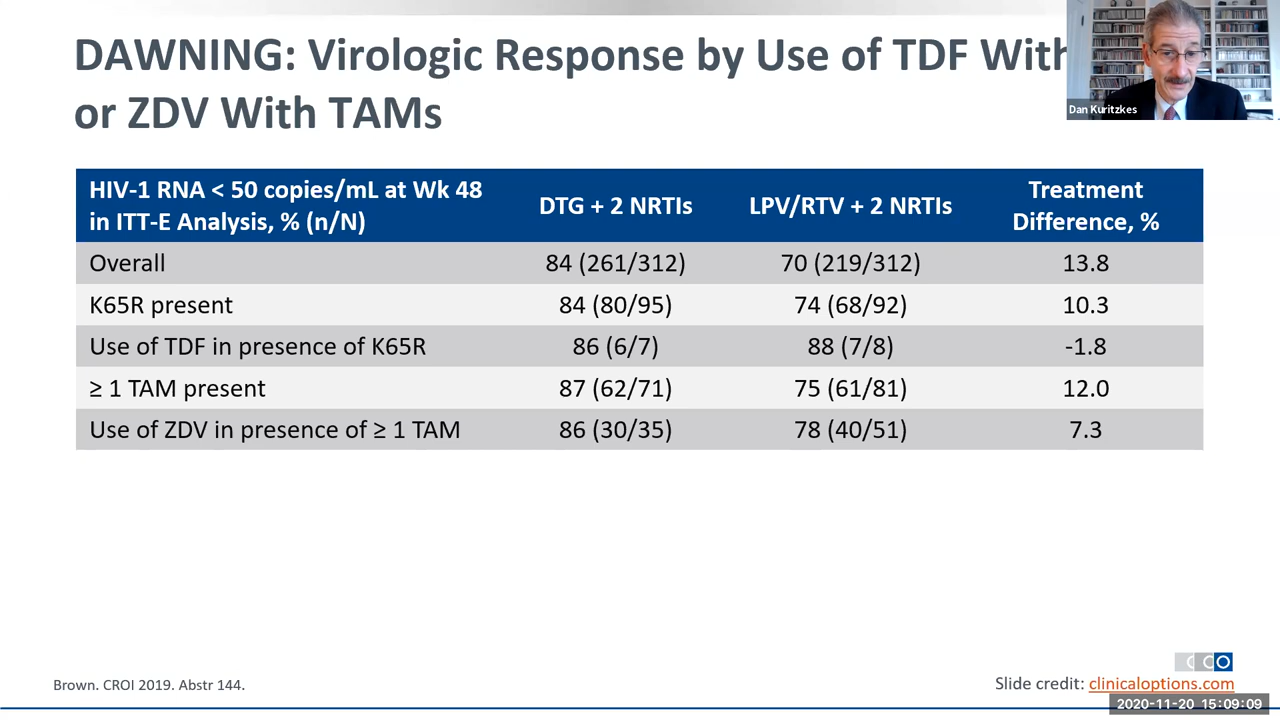 DAWNING: Virologic Response by Use of TDF With
or ZDV With TAMs
Dan Kuritzkes
HIV-1 RNA < 50 copies/mL at Wk 48
in ITT-E Analysis, % (n/N)
DTG + 2 NRTIs
LPV/RTV + 2 NRTIs
Treatment
Difference, %
Overall 84 (261/312) 70 (219/312) 13.8
K65R present 84 (80/95) 74 (68/92) 10.3
Use of TDF in presence of K65R 86 (6/7) 88 (7/8) -1.8
≥ 1 TAM present 87 (62/71) 75 (61/81) 12.0
Use of ZDV in presence of ≥ 1 TAM 86 (30/35) 78 (40/51) 7.3
CCO
Brown. CROI 2019. Abstr 144.
Slide credit: clinicaloptions.com
2020-11-20 15:09:09